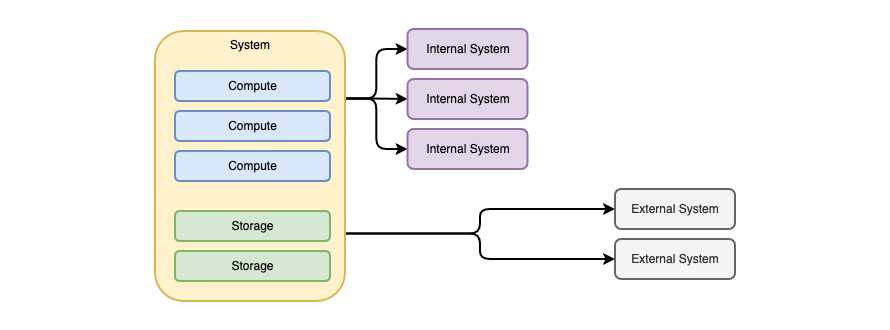 System
Compute
Compute
Compute
Storage
Storage
Internal System
Internal System
Internal System
External System
External System